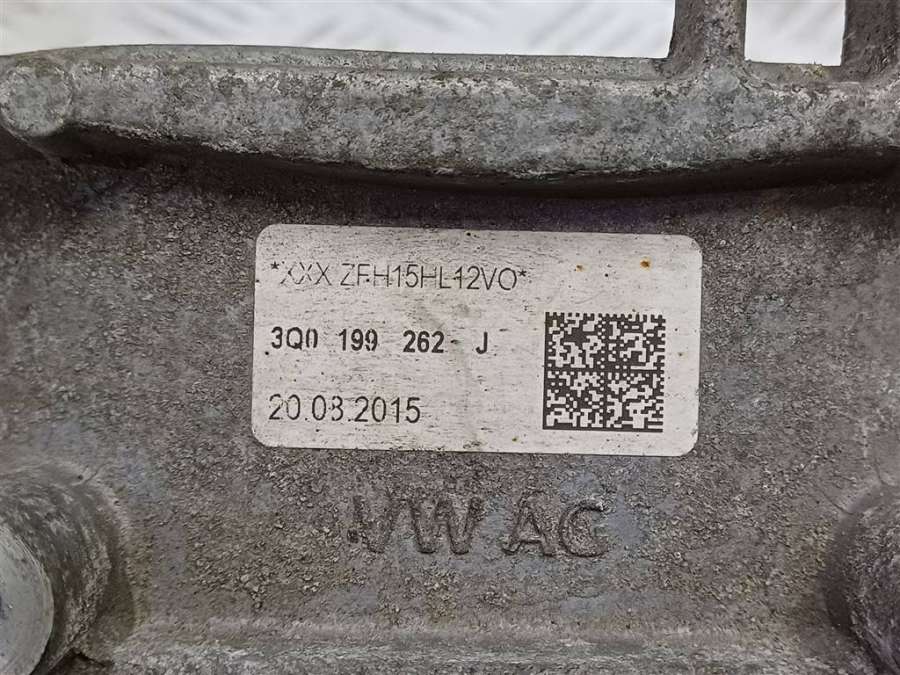 *XXX ZFH15HL12VO*
3Q0 199 262 J
20.08.2015
VW AG